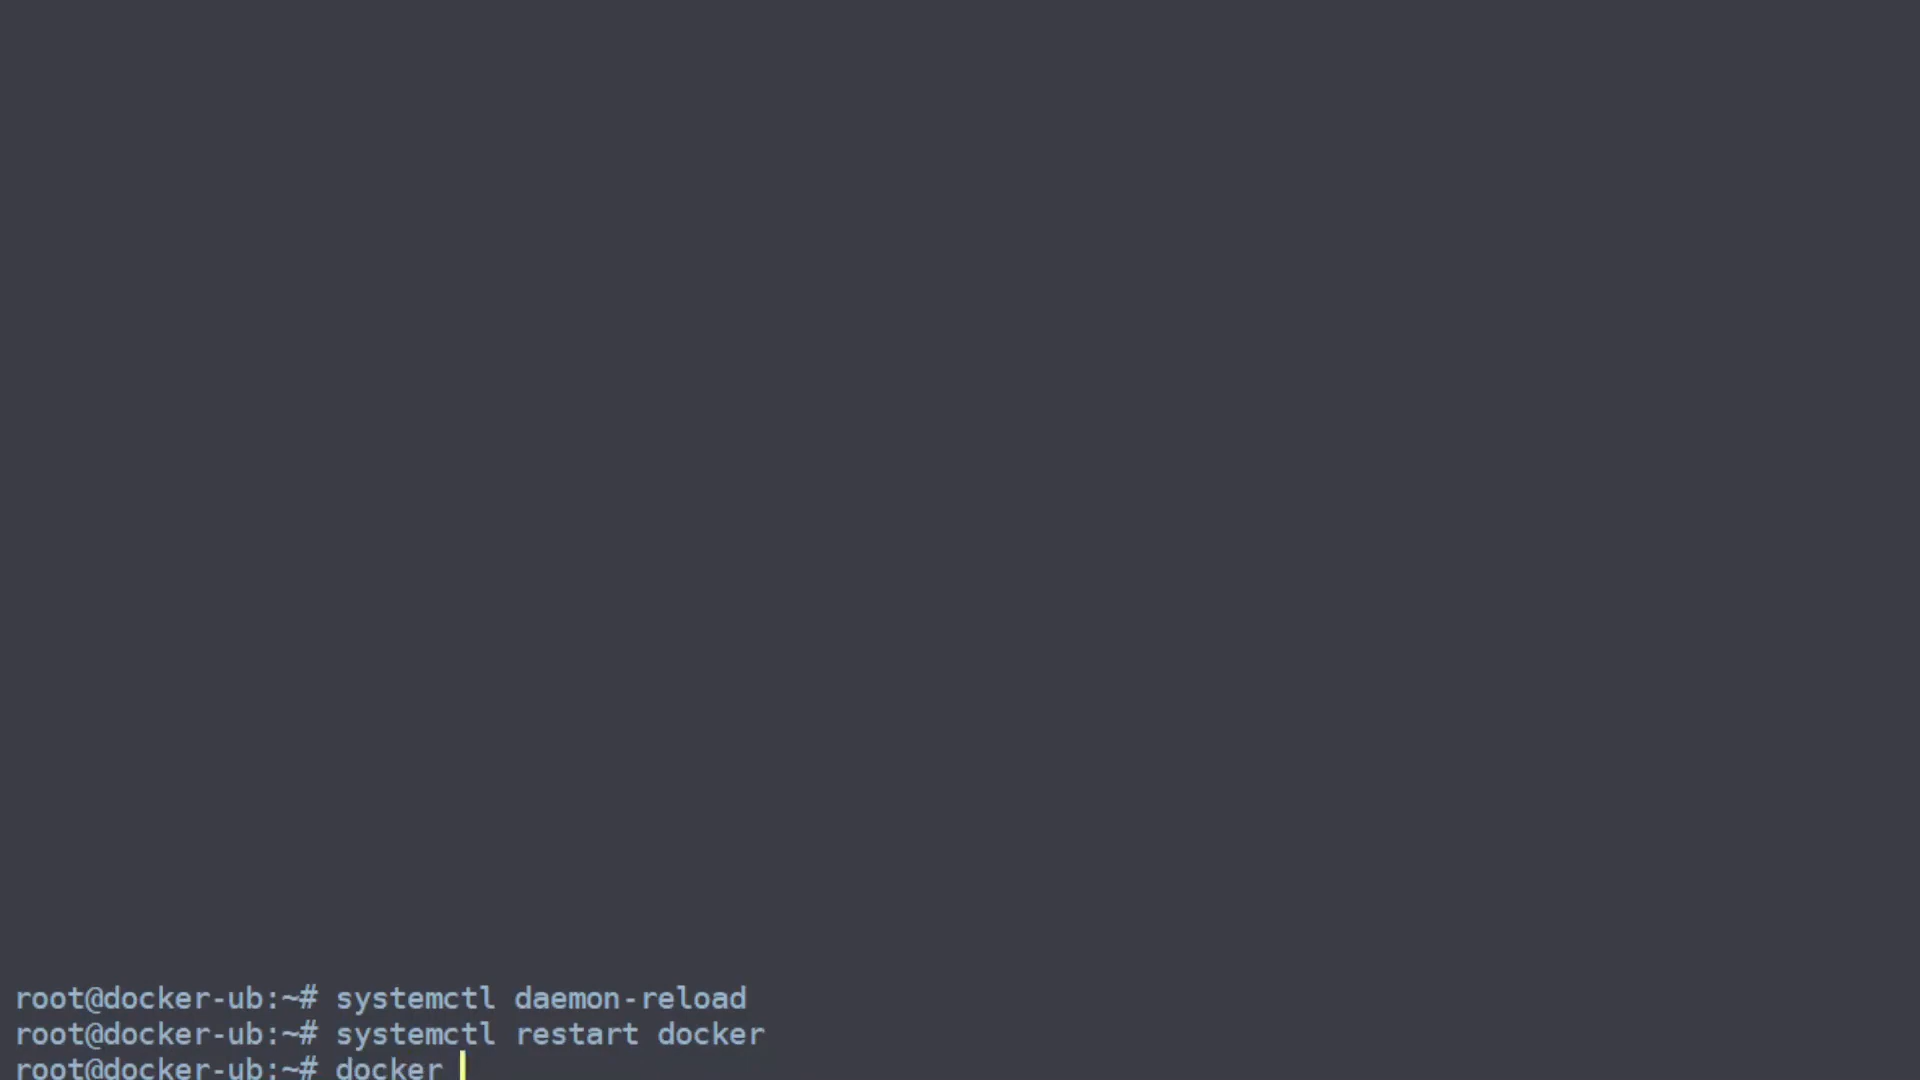 root@docker-ub:~# systemctl daemon-reload
root@docker-ub:~# systemctl restart docker
root@docker-ub:~# docker